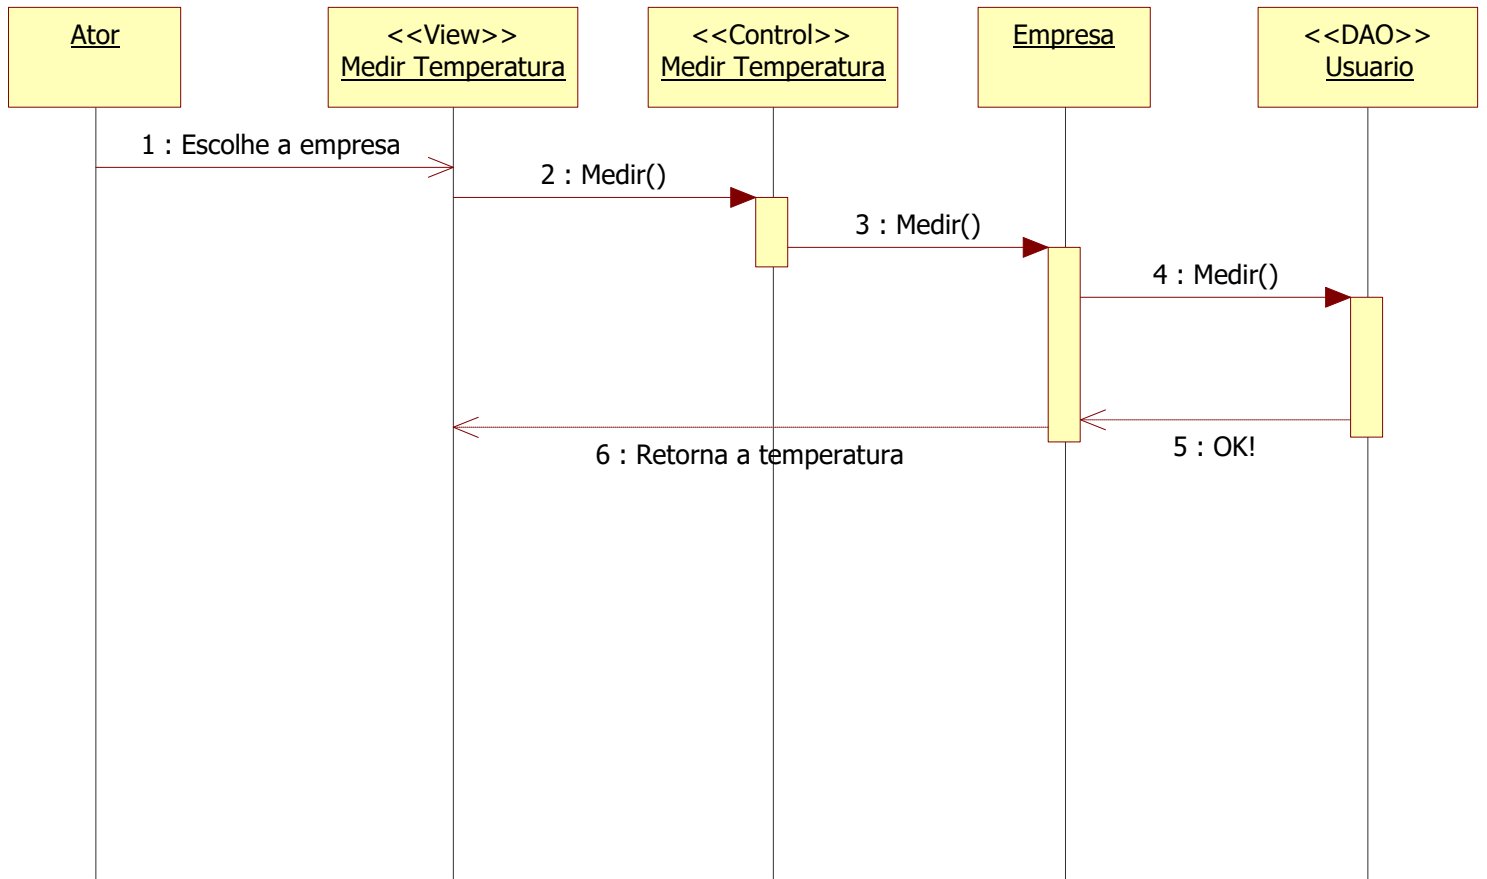 Ator
<<View>>
Medir Temperatura
<<Control>>
Medir Temperatura
Empresa
<<DAO>>
Usuario
1 : Escolhe a empresa
2 : Medir()
3 : Medir()
4 : Medir()
5 : OK!
6 : Retorna a temperatura